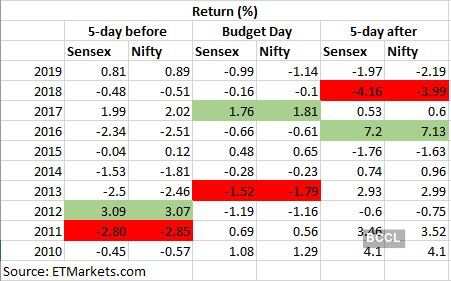 Return (%)
5-day before Budget Day 5-day after
Sensex Nifty Sensex Nifty Sensex Nifty
2019 0.81 0.89 -0.99 -1.14 -1.97 -2.19
2018 -0.48 -0.51 -0.16 -0.1 -4.16 -3.99
2017 1.99 2.02 1.76 1.81 0.53 0.6
2016 -2.34 -2.51 -0.66 -0.61 7.2 7.13
2015 -0.04 0.12 0.48 0.65 -1.76 -1.63
2014 -1.53 -1.81 -0.28 -0.23 0.74 0.96
2013 -2.5 -2.46 -1.52 -1.79 2.93 2.99
2012 3.09 3.07 -1.19 -1.16 -0.6 -0.75
2011 -2.80 -2.85 0.69 0.56 3.46 3.52
BCCL
2010 -0.45 -0.57 1.08 1.29 4.1 4.1
Source: ETMarkets.com